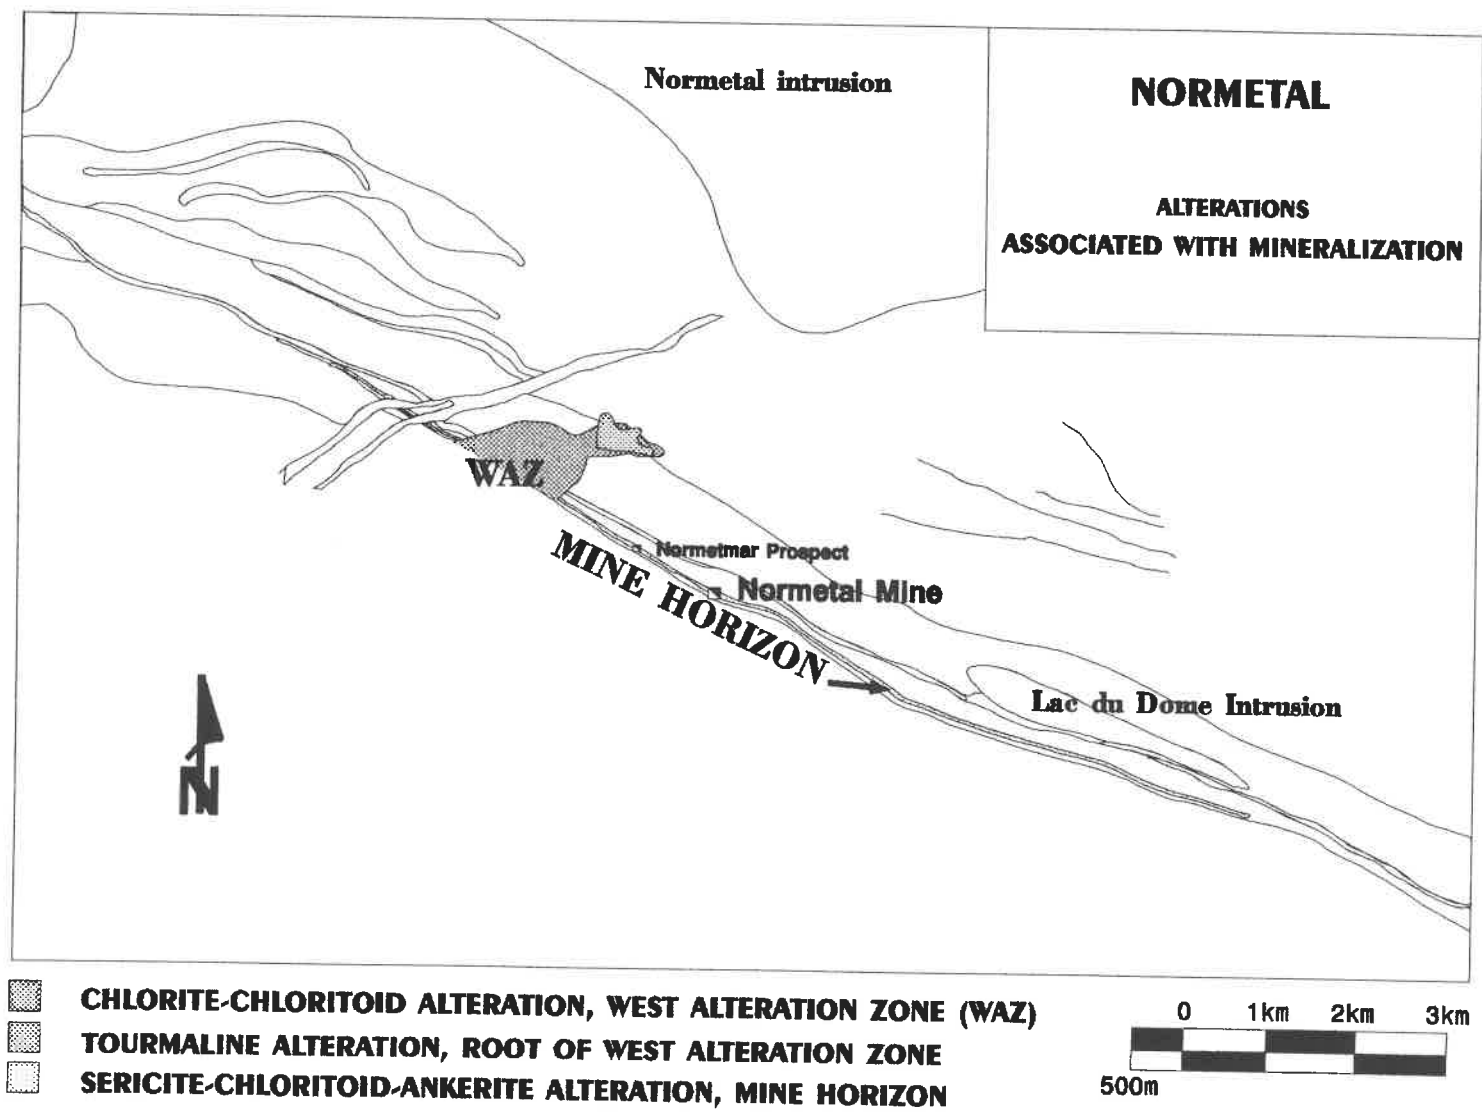 Normetal intrusion
NORMETAL
ALTERATIONS
ASSOCIATED WITH MINERALIZATION
WAZ
Normetmar Prospect
Normetal Mine
MINE HORIZON
Lac du Dome Intrusion
N
CHLORITE-CHLORITOID ALTERATION, WEST ALTERATION ZONE (WAZ)
TOURMALINE ALTERATION, ROOT OF WEST ALTERATION ZONE
SERICITE-CHLORITOID-ANKERITE ALTERATION, MINE HORIZON
0 1km 2km 3km
500m